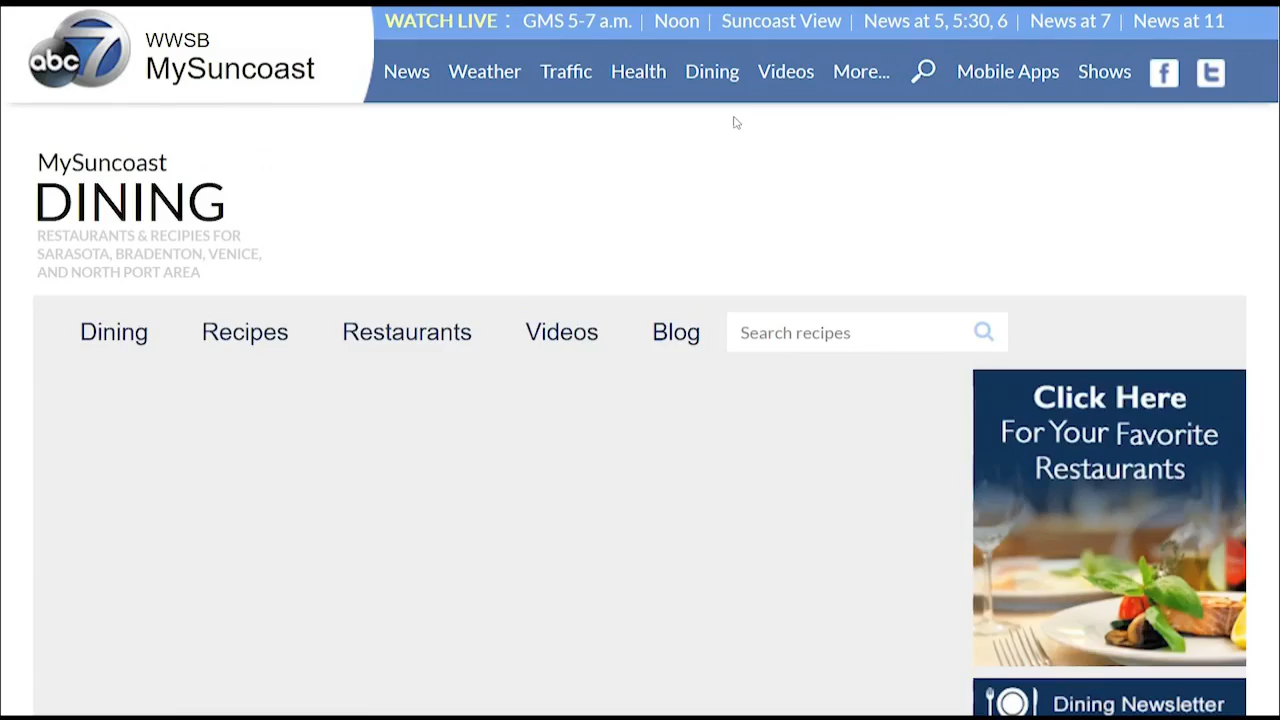 WATCH LIVE : GMS 5-7 a.m. | Noon | Suncoast View | News at 5, 5:30, 6 | News at 7 | News at 11
abc 7
WWSB
MySuncoast
News Weather Traffic Health Dining Videos More... Mobile Apps Shows f t
MySuncoast
DINING
RESTAURANTS & RECIPIES FOR
SARASOTA, BRADENTON, VENICE,
AND NORTH PORT AREA
Dining Recipes Restaurants Videos Blog Search recipes
Click Here
For Your Favorite
Restaurants
Dining Newsletter